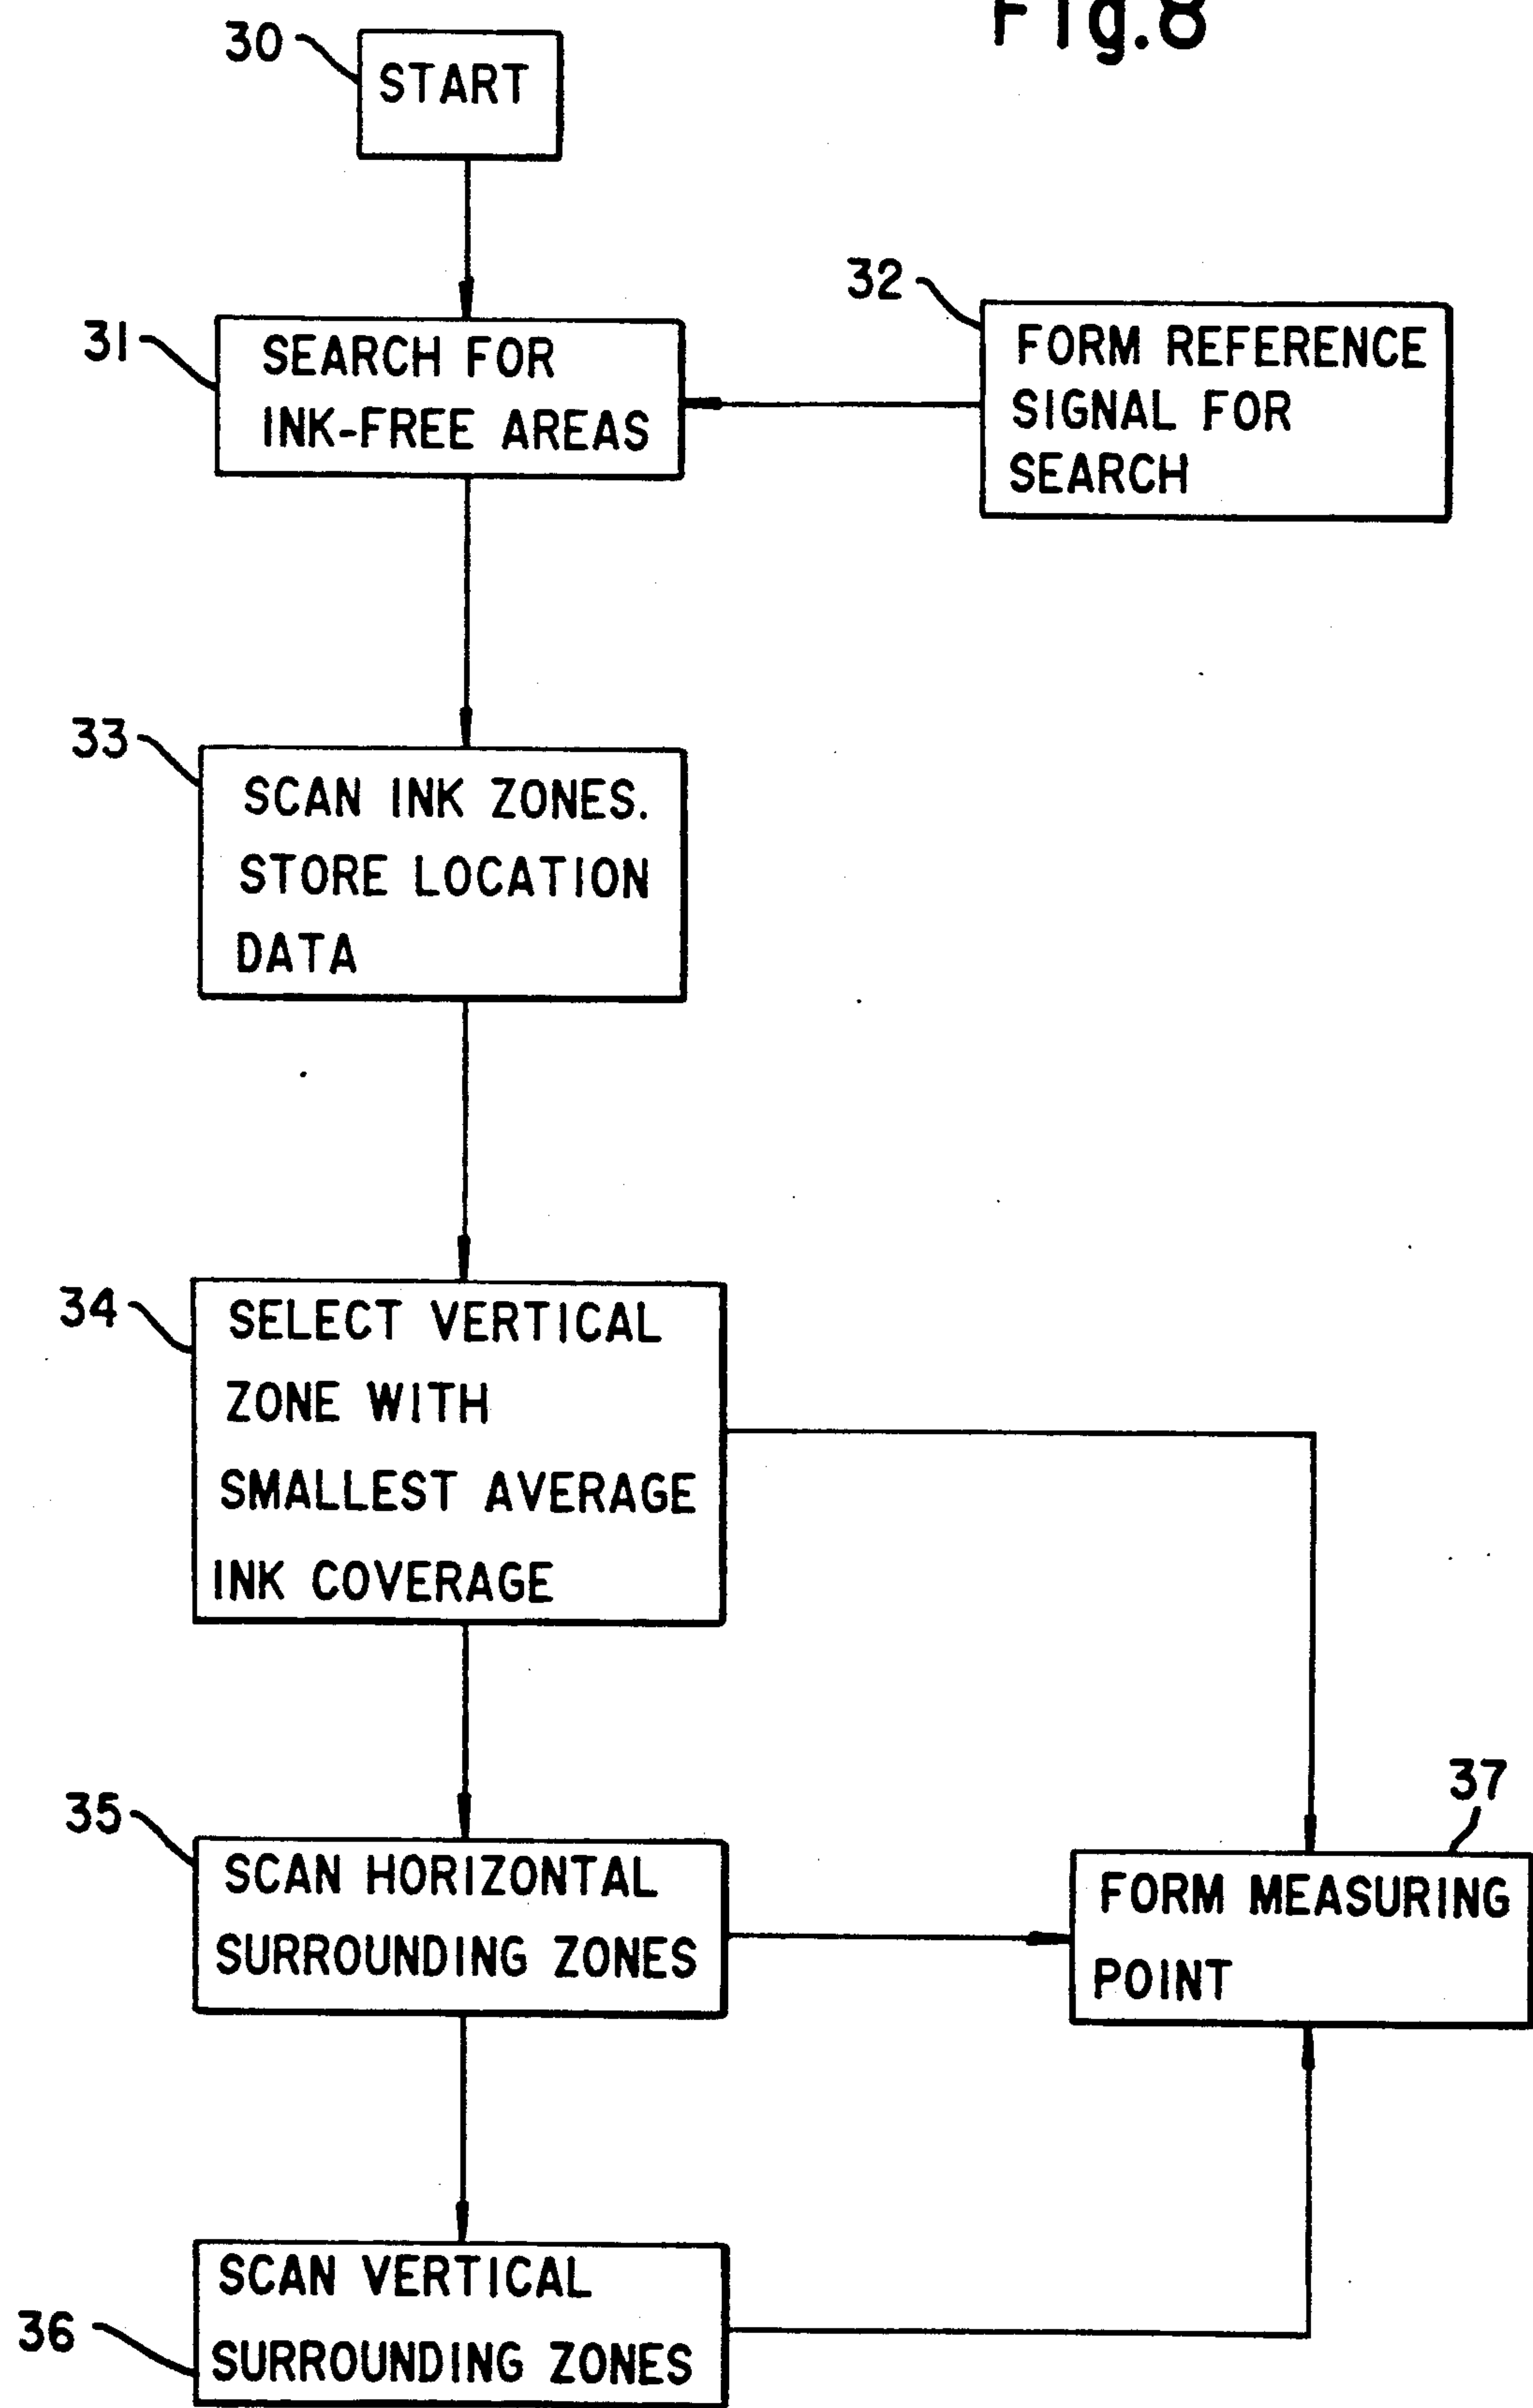 Fig.8
30
START
31
SEARCH FOR
INK-FREE AREAS
32
FORM REFERENCE
SIGNAL FOR
SEARCH
33
SCAN INK ZONES.
STORE LOCATION
DATA
34
SELECT VERTICAL
ZONE WITH
SMALLEST AVERAGE
INK COVERAGE
35
SCAN HORIZONTAL
SURROUNDING ZONES
37
FORM MEASURING
POINT
36
SCAN VERTICAL
SURROUNDING ZONES